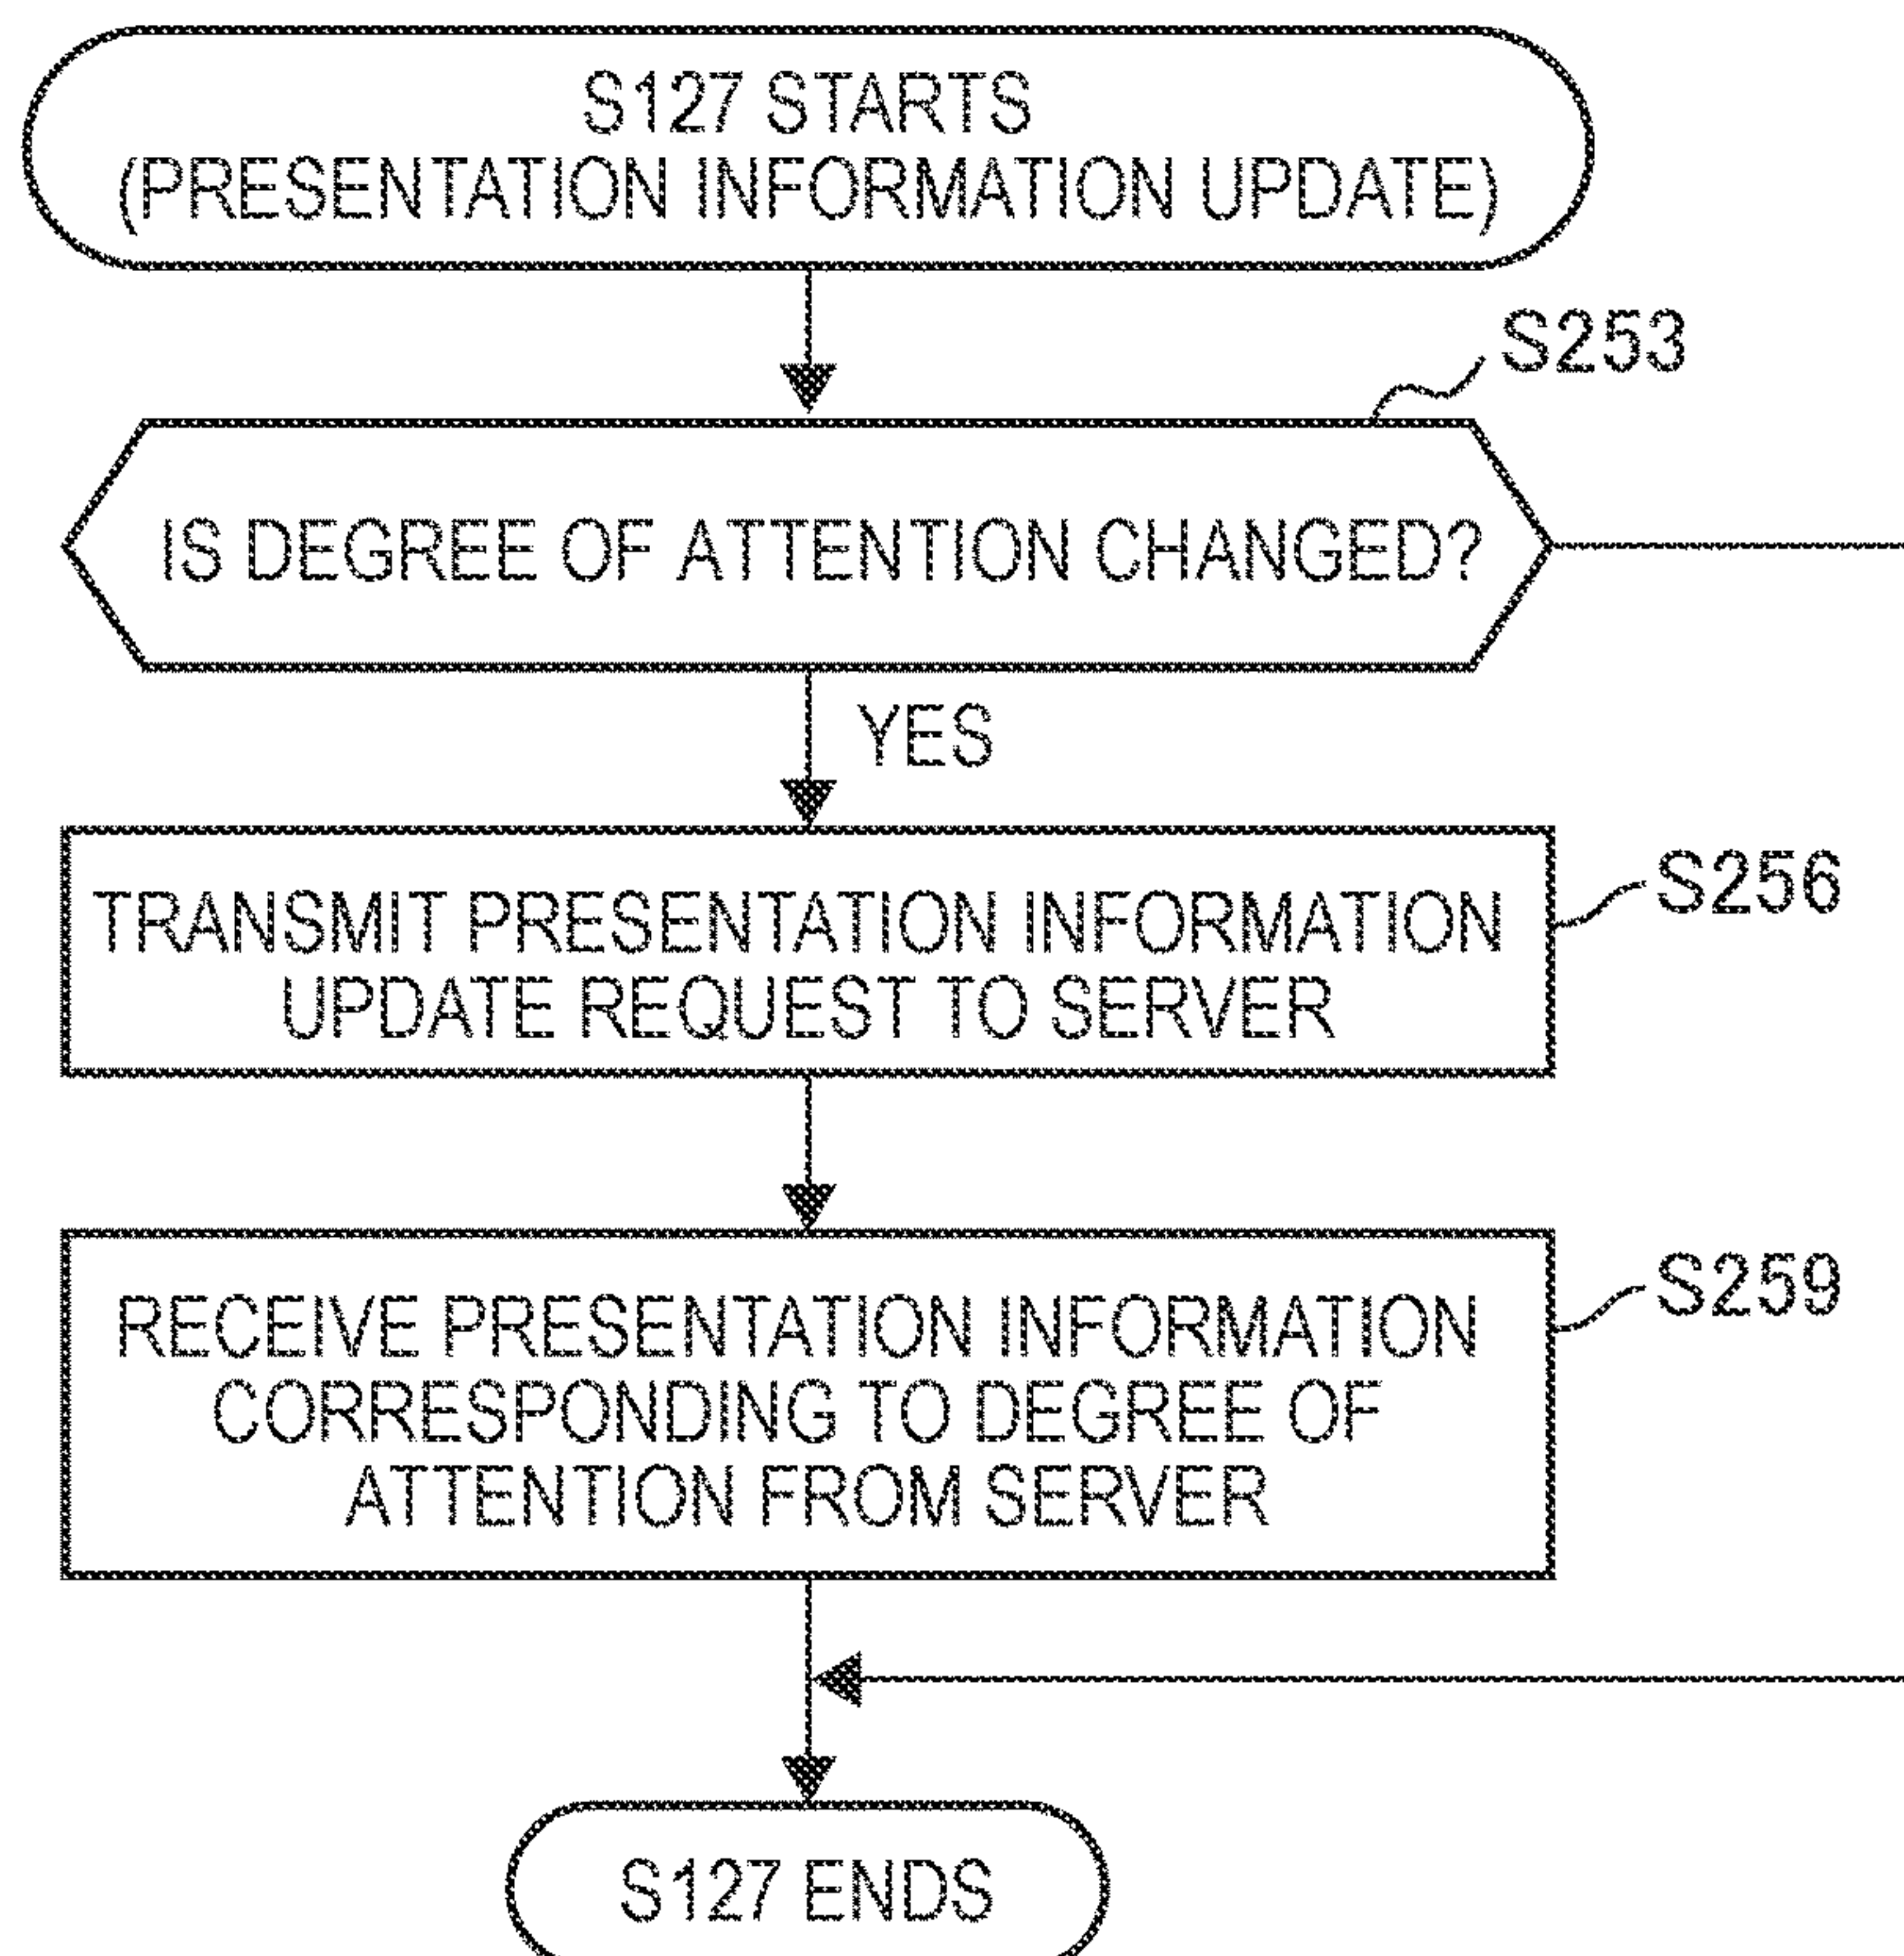 S127 STARTS
(PRESENTATION INFORMATION UPDATE)
S253
IS DEGREE OF ATTENTION CHANGED?
YES
TRANSMIT PRESENTATION INFORMATION
UPDATE REQUEST TO SERVER
S256
RECEIVE PRESENTATION INFORMATION
CORRESPONDING TO DEGREE OF
ATTENTION FROM SERVER
S259
S127 ENDS